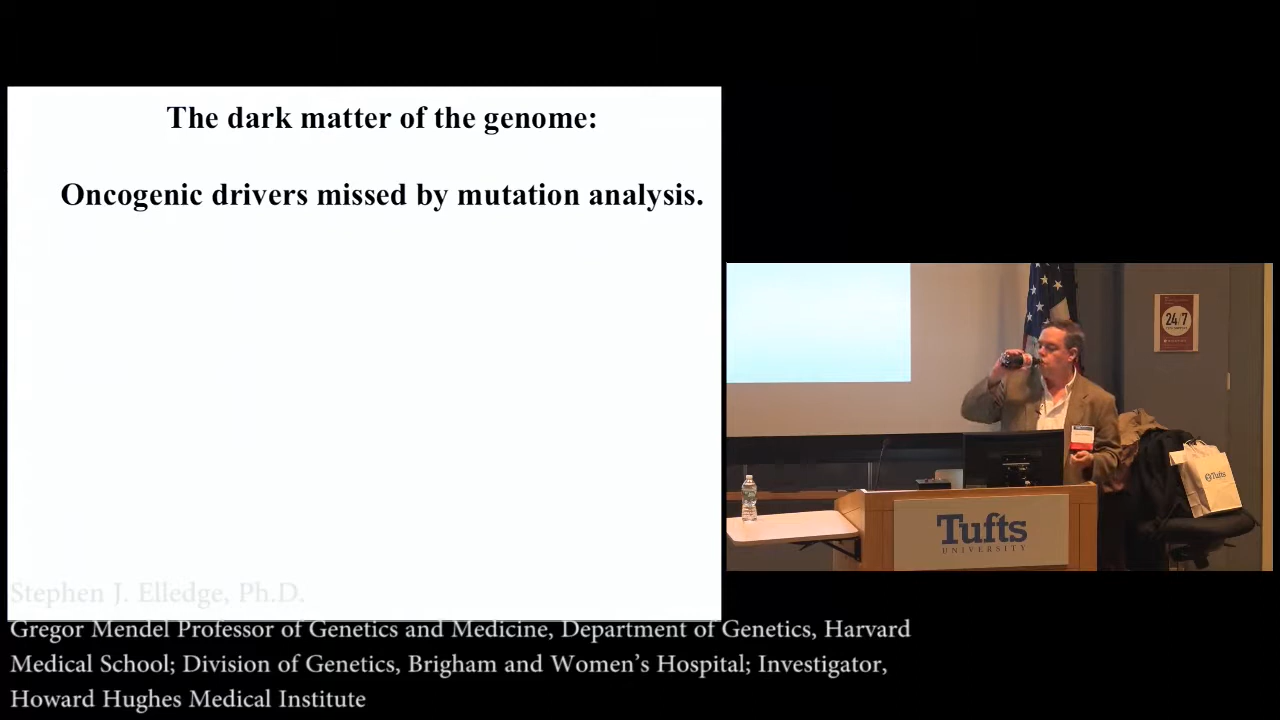 The dark matter of the genome:
Oncogenic drivers missed by mutation analysis.
24/7
Tufts
Tufts
UNIVERSITY
Stephen J. Elledge, Ph.D.
Gregor Mendel Professor of Genetics and Medicine, Department of Genetics, Harvard
Medical School; Division of Genetics, Brigham and Women's Hospital; Investigator,
Howard Hughes Medical Institute